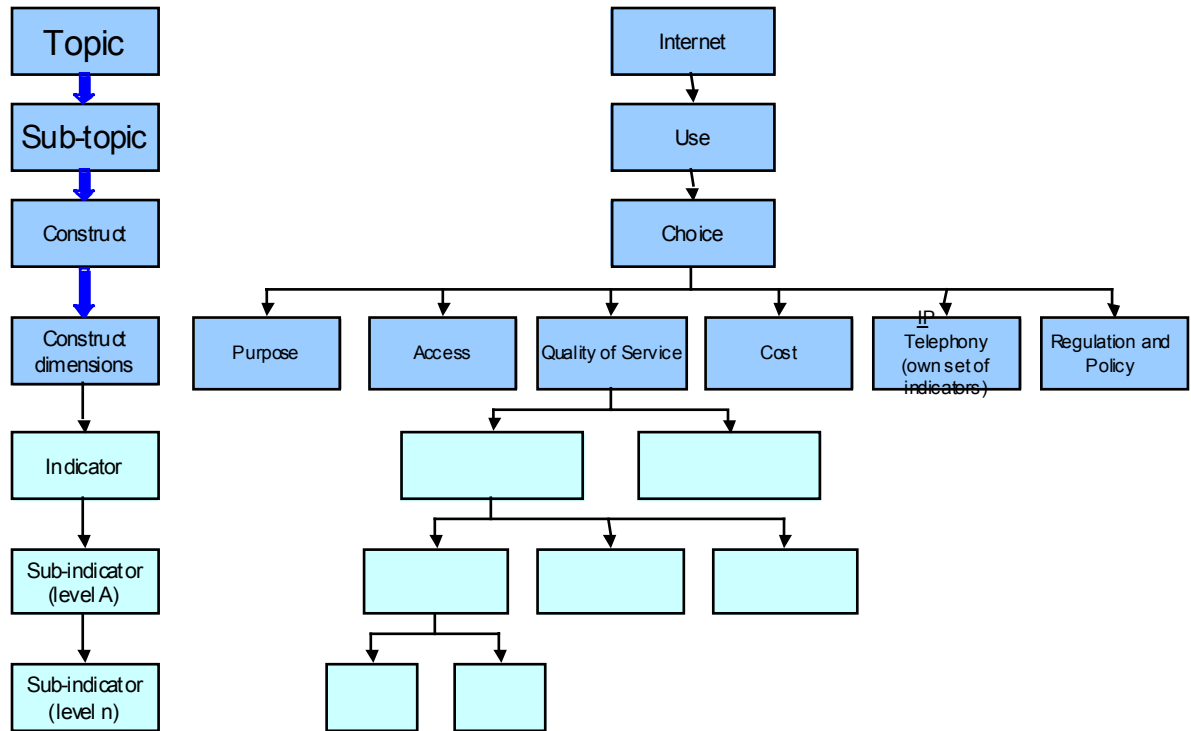 Topic
Internet
Sub-topic
Use
Construct
Choice
Construct
dimensions
Purpose
Access
Quality of Service
Cost
IP
Telephony
(own set of
indicators)
Regulation and
Policy
Indicator
Sub-indicator
(level A)
Sub-indicator
(level n)